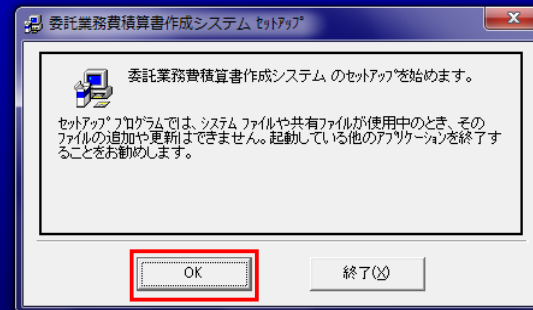 委託業務費積算書作成システム ｾｯﾄｱｯﾌﾟ
委託業務費積算書作成システム のｾｯﾄｱｯﾌﾟを始めます。
ｾｯﾄｱｯﾌﾟ ﾌﾟﾛｸﾞﾗﾑでは、ｼｽﾃﾑ ﾌｧｲﾙや共有ﾌｧｲﾙが使用中のとき、その
ﾌｧｲﾙの追加や更新はできません。起動している他のｱﾌﾟﾘｹｰｼｮﾝを終了す
ることをお勧めします。
OK
終了(X)